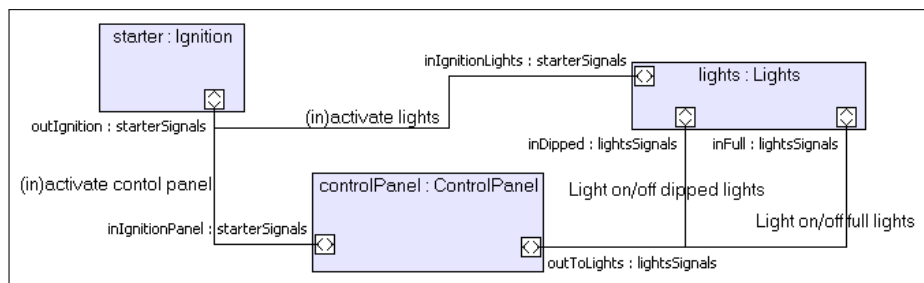 starter : Ignition
inIgnitionLights : starterSignals
lights : Lights
outIgnition : starterSignals
(in)activate lights
inDipped : lightsSignals
inFull : lightsSignals
(in)activate contol panel
controlPanel : ControlPanel
Light on/off dipped lights
inIgnitionPanel : starterSignals
Light on/off full lights
outToLights : lightsSignals